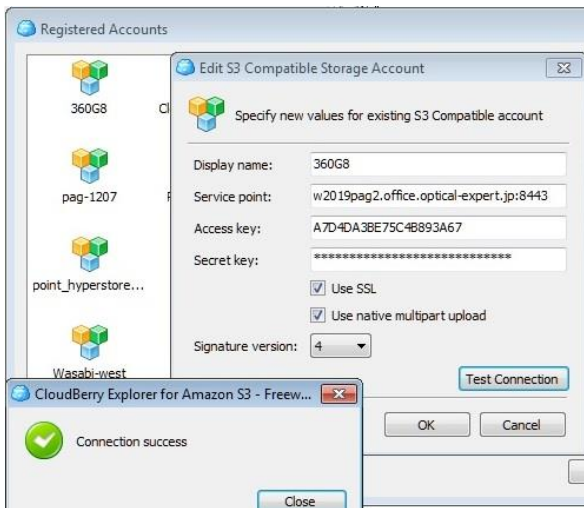 Registered Accounts
Edit S3 Compatible Storage Account
360G8
Specify new values for existing S3 Compatible account
Display name: 360G8
pag-1207
Service point: w2019pag2.office.optical-expert.jp:8443
Access key: A7D4DA3BE75C4B893A67
Secret key: ****************************
point_hyperstore...
Use SSL
Use native multipart upload
Signature version: 4
Wasabi-west
Test Connection
CloudBerry Explorer for Amazon S3 - Freew...
Connection success
OK Cancel
Close